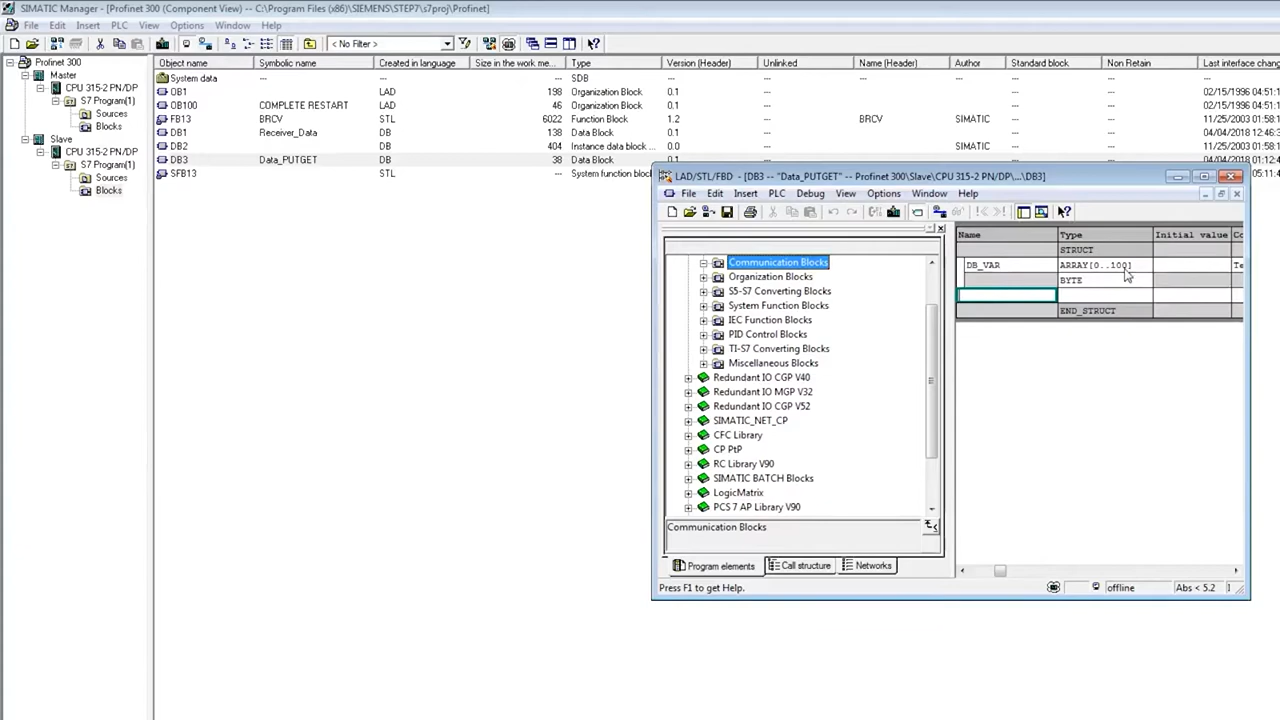 SIMATIC Manager - [Profinet 300 (Component View) -- C:\Program Files (x86)\SIEMENS\STEP7\s7proj\Profinet]
File Edit Insert PLC View Options Window Help
< No Filter >
Profinet 300
Master
CPU 315-2 PN/DP
S7 Program(1)
Sources
Blocks
Slave
CPU 315-2 PN/DP
S7 Program(1)
Sources
Blocks
Object name Symbolic name Created in language Size in the work me... Type Version (Header) Unlinked Name (Header) Author Standard block Non Retain Last interface change
System data --- --- --- SDB --- --- --- --- --- ---
OB1 LAD 198 Organization Block 0.1 --- --- --- --- 02/15/1996 04:51:1
OB100 COMPLETE RESTART LAD 46 Organization Block 0.1 --- --- --- --- 02/15/1996 04:51:1
FB13 BRCV STL 6022 Function Block 1.2 --- BRCV SIMATIC --- --- 11/25/2003 01:58:1
DB1 Receiver_Data DB 138 Data Block 0.1 --- --- --- --- 04/04/2018 05:51:
DB2 DB 404 Instance data block ... 0.0 --- SIMATIC --- --- 11/25/2003 01:58:1
DB3 Data_PUTGET DB 38 Data Block 0.1
SFB13 STL --- System function block
01:12:4
05:11:4
LAD/STL/FBD - [DB3 -- "Data_PUTGET" -- Profinet 300\Slave\CPU 315-2 PN/DP\...\DB3]
File Edit Insert PLC Debug View Options Window Help
Communication Blocks
Organization Blocks
S5-S7 Converting Blocks
System Function Blocks
IEC Function Blocks
PID Control Blocks
TI-S7 Converting Blocks
Miscellaneous Blocks
Redundant IO CGP V40
Redundant IO MGP V32
Redundant IO CGP V52
SIMATIC_NET_CP
CFC Library
CP PtP
RC Library V90
SIMATIC BATCH Blocks
LogicMatrix
PCS 7 AP Library V90
Communication Blocks
Program elements Call structure Networks
Name Type Initial value Co
STRUCT
DB_VAR ARRAY[0..100] Te
BYTE
END_STRUCT
Press F1 to get Help.
offline Abs < 5.2